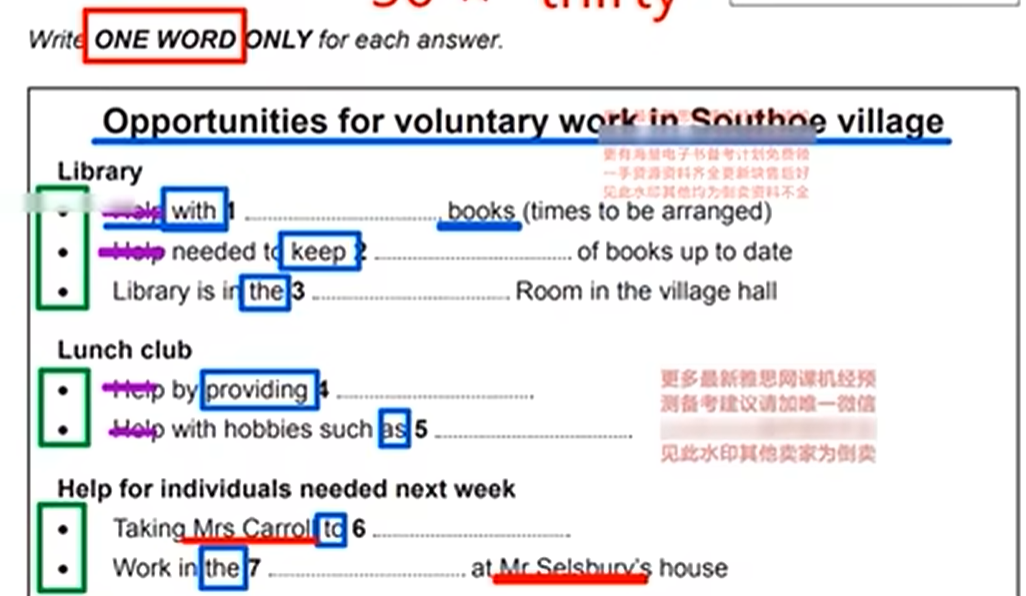 thirty
Write ONE WORD ONLY for each answer.
Opportunities for voluntary work in Southoe village
更有海量电子书备考计划免费领
一手资源资料齐全更新块售后好
见此水印其他均为倒卖资料不全
Library
• Help with 1 books (times to be arranged)
• Help needed to keep 2 of books up to date
• Library is in the 3 Room in the village hall
Lunch club
• Help by providing 4
• Help with hobbies such as 5
更多最新雅思网课机经预
测备考建议请加唯一微信
见此水印其他卖家为倒卖
Help for individuals needed next week
• Taking Mrs Carroll to 6
• Work in the 7 at Mr Selsbury's house